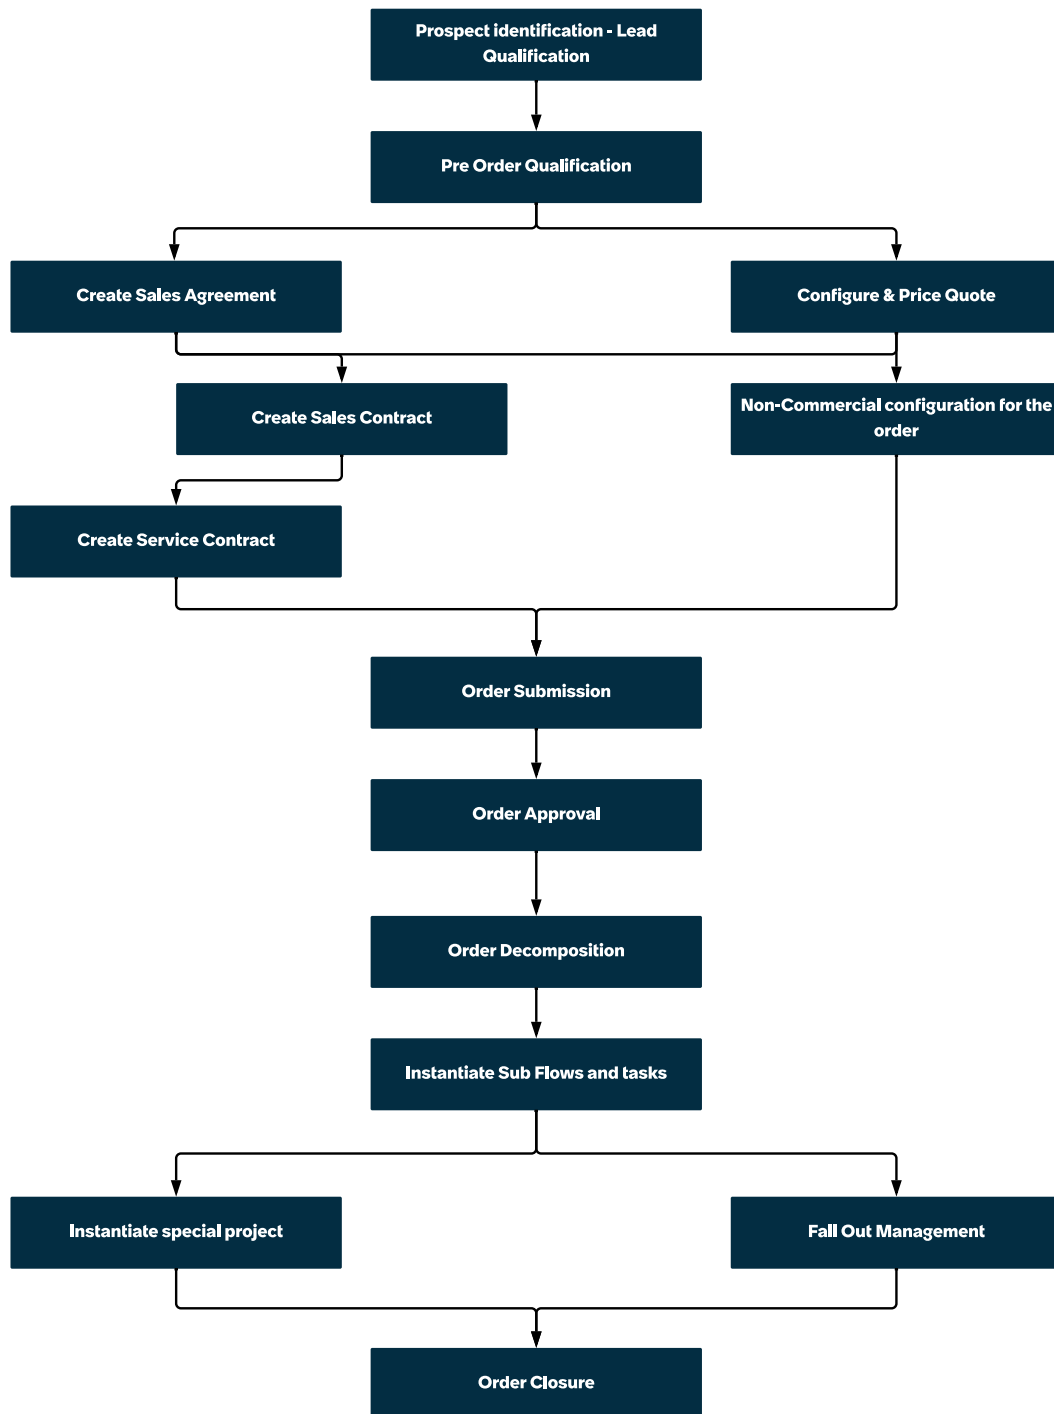 Prospect identification - Lead
Qualification
Pre Order Qualification
Create Sales Agreement
Configure & Price Quote
Create Sales Contract
Non-Commercial configuration for the
order
Create Service Contract
Order Submission
Order Approval
Order Decomposition
Instantiate Sub Flows and tasks
Instantiate special project
Fall Out Management
Order Closure